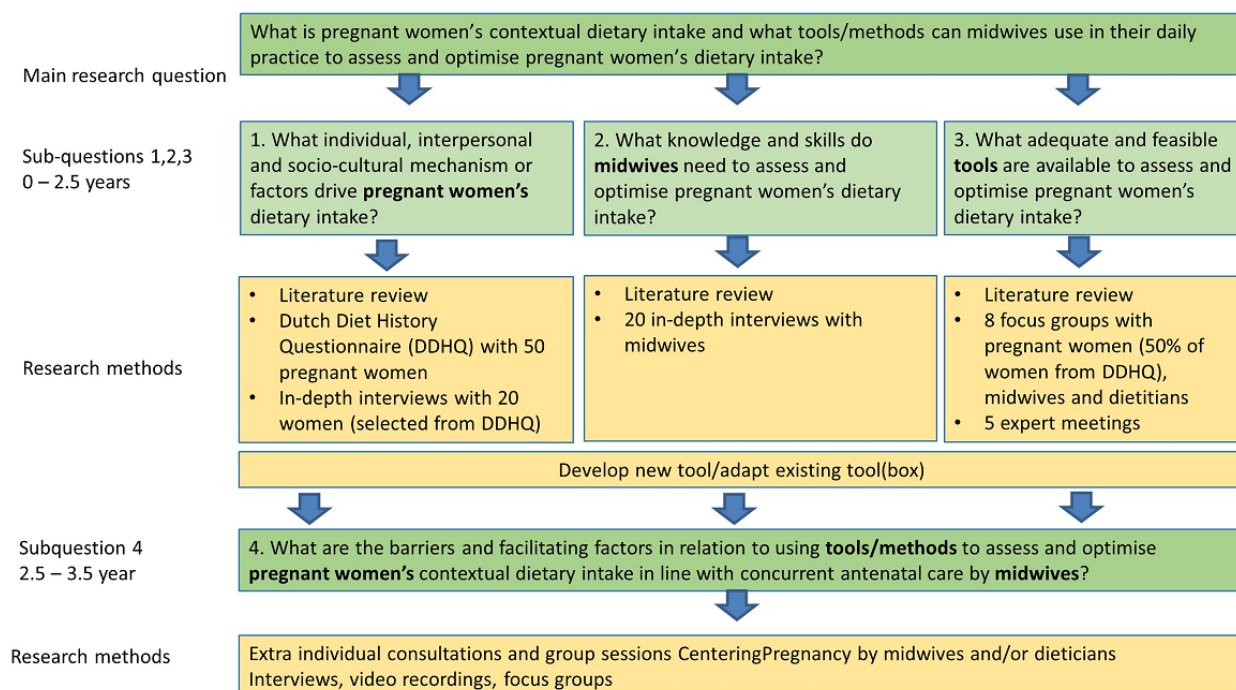 What is pregnant women's contextual dietary intake and what tools/methods can midwives use in their daily
practice to assess and optimise pregnant women's dietary intake?
Main research question
Sub-questions 1,2,3
0 – 2.5 years
1. What individual, interpersonal
and socio-cultural mechanism or
factors drive pregnant women's
dietary intake?
2. What knowledge and skills do
midwives need to assess and
optimise pregnant women's dietary
intake?
3. What adequate and feasible
tools are available to assess and
optimise pregnant women's
dietary intake?
Research methods
• Literature review
• Dutch Diet History
Questionnaire (DDHQ) with 50
pregnant women
• In-depth interviews with 20
women (selected from DDHQ)
• Literature review
• 20 in-depth interviews with
midwives
• Literature review
• 8 focus groups with
pregnant women (50% of
women from DDHQ),
midwives and dietitians
• 5 expert meetings
Develop new tool/adapt existing tool(box)
Subquestion 4
2.5 – 3.5 year
4. What are the barriers and facilitating factors in relation to using tools/methods to assess and optimise
pregnant women's contextual dietary intake in line with concurrent antenatal care by midwives?
Research methods
Extra individual consultations and group sessions CenteringPregnancy by midwives and/or dieticians
Interviews, video recordings, focus groups